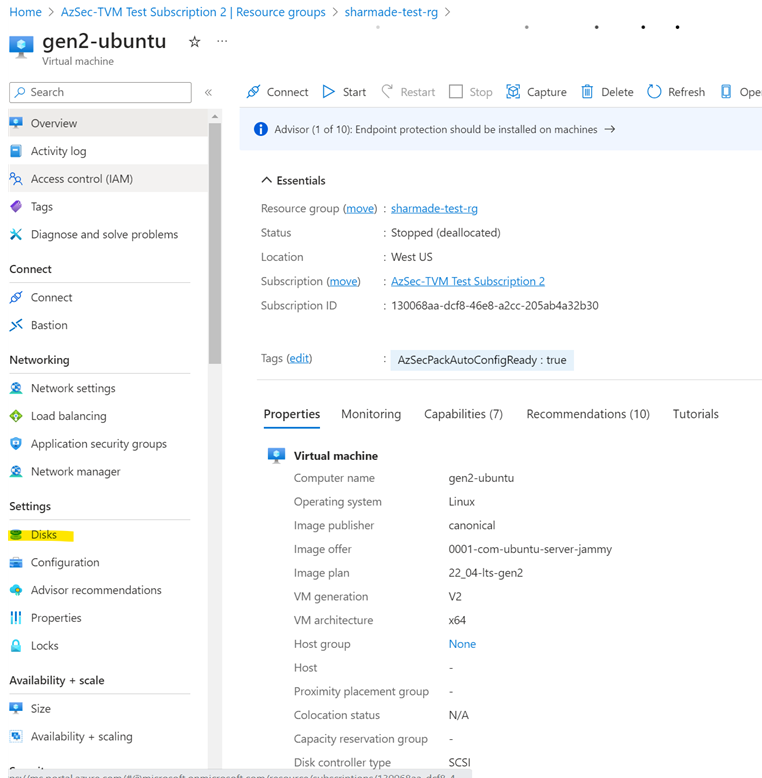 Home > AzSec-TVM Test Subscription 2 | Resource groups > sharmade-test-rg >
gen2-ubuntu
Virtual machine
Search
Connect Start Restart Stop Capture Delete Refresh
Overview
Activity log
Access control (IAM)
Tags
Diagnose and solve problems
Connect
Connect
Bastion
Networking
Network settings
Load balancing
Application security groups
Network manager
Settings
Disks
Configuration
Advisor recommendations
Properties
Locks
Availability + scale
Size
Availability + scaling
Advisor (1 of 10): Endpoint protection should be installed on machines →
Essentials
Resource group (move) : sharmade-test-rg
Status : Stopped (deallocated)
Location : West US
Subscription (move) : AzSec-TVM Test Subscription 2
Subscription ID : 130068aa-dcf8-46e8-a2cc-205ab4a32b30
Tags (edit) : AzSecPackAutoConfigReady : true
Properties Monitoring Capabilities (7) Recommendations (10) Tutorials
Virtual machine
Computer name gen2-ubuntu
Operating system Linux
Image publisher canonical
Image offer 0001-com-ubuntu-server-jammy
Image plan 22_04-lts-gen2
VM generation V2
VM architecture x64
Host group None
Host -
Proximity placement group -
Colocation status N/A
Capacity reservation group -
Disk controller type SCSI